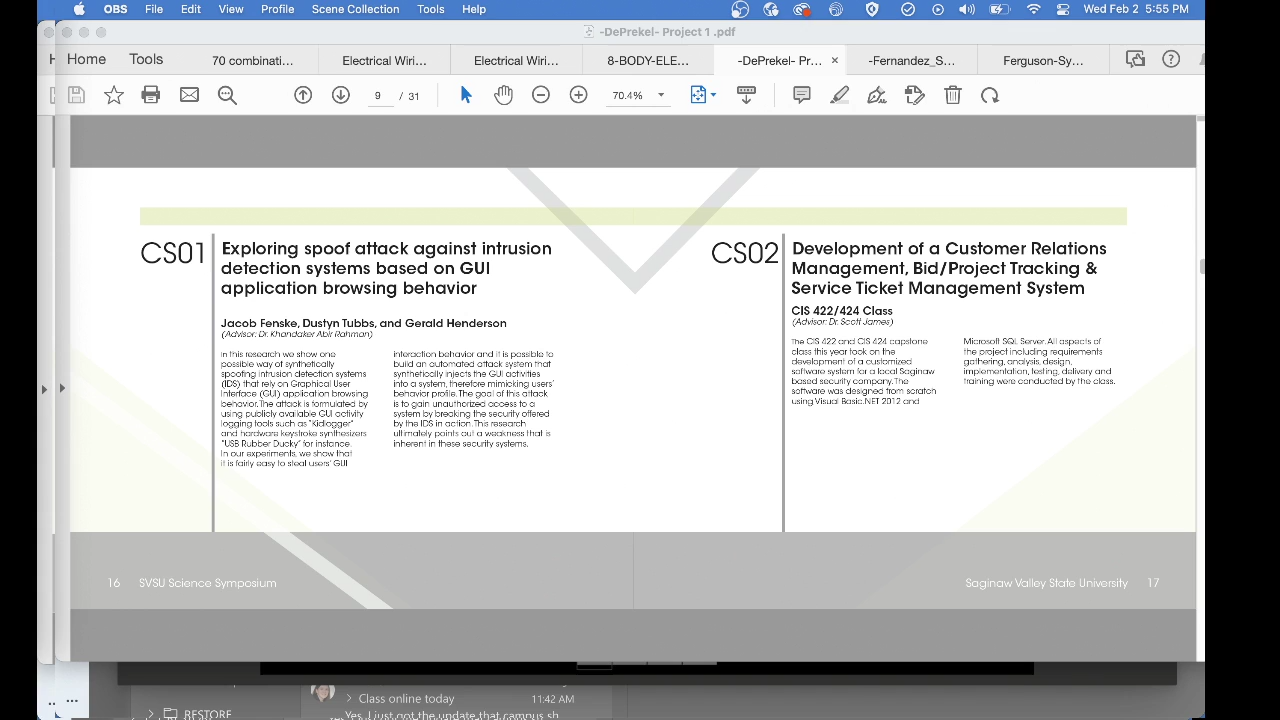 OBS File Edit View Profile Scene Collection Tools Help Wed Feb 2 5:55 PM
-DePrekel- Project 1 .pdf
Home Tools 70 combinati... Electrical Wiri... Electrical Wiri... 8-BODY-ELE... -DePrekel- Pr... × -Fernandez_S... Ferguson-Sy...
9 / 31 70.4%
CS01
Exploring spoof attack against intrusion
detection systems based on GUI
application browsing behavior
Jacob Fenske, Dustyn Tubbs, and Gerald Henderson
(Advisor: Dr. Khandaker Abir Rahman)
In this research we show one
possible way of synthetically
spoofing intrusion detection systems
(IDS) that rely on Graphical User
Interface (GUI) application browsing
behavior. The attack is formulated by
using publicly available GUI activity
logging tools such as "Kidlogger"
and hardware keystroke synthesizers
"USB Rubber Ducky" for instance.
In our experiments, we show that
it is fairly easy to steal users' GUI
interaction behavior and it is possible to
build an automated attack system that
synthetically injects the GUI activities
into a system, therefore mimicking users'
behavior profile. The goal of this attack
is to gain unauthorized access to a
system by breaking the security offered
by the IDS in action. This research
ultimately points out a weakness that is
inherent in these security systems.
CS02
Development of a Customer Relations
Management, Bid/Project Tracking &
Service Ticket Management System
CIS 422/424 Class
(Advisor: Dr. Scott James)
The CIS 422 and CIS 424 capstone
class this year took on the
development of a customized
software system for a local Saginaw
based security company. The
software was designed from scratch
using Visual Basic.NET 2012 and
Microsoft SQL Server. All aspects of
the project including requirements
gathering, analysis, design,
implementation, testing, delivery and
training were conducted by the class.
16 SVSU Science Symposium
Saginaw Valley State University 17
Class online today 11:42 AM
RESTORE
Yes, I just got the update that campus sh